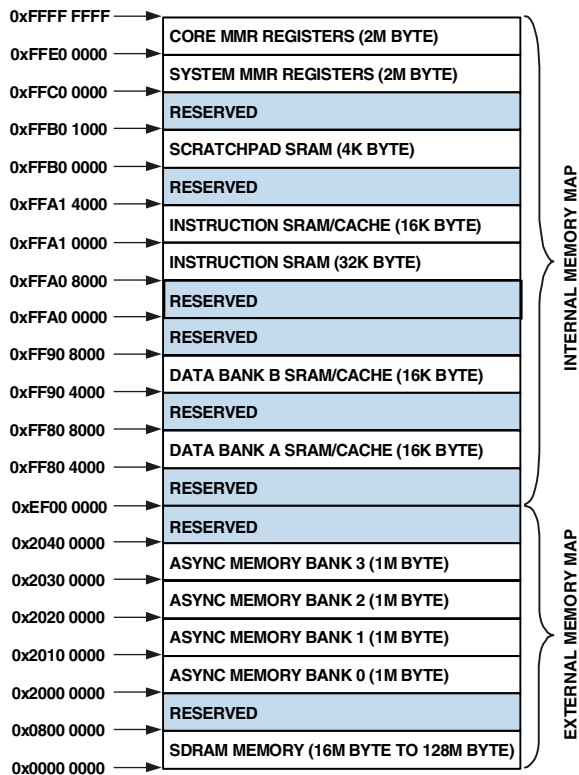 0xFFFF FFFF
CORE MMR REGISTERS (2M BYTE)
0xFFE0 0000
SYSTEM MMR REGISTERS (2M BYTE)
0xFFC0 0000
RESERVED
0xFFB0 1000
SCRATCHPAD SRAM (4K BYTE)
0xFFB0 0000
RESERVED
0xFFA1 4000
INSTRUCTION SRAM/CACHE (16K BYTE)
0xFFA1 0000
INSTRUCTION SRAM (32K BYTE)
0xFFA0 8000
RESERVED
0xFFA0 0000
RESERVED
0xFF90 8000
DATA BANK B SRAM/CACHE (16K BYTE)
0xFF90 4000
RESERVED
0xFF80 8000
DATA BANK A SRAM/CACHE (16K BYTE)
0xFF80 4000
RESERVED
0xEF00 0000
RESERVED
0x2040 0000
ASYNC MEMORY BANK 3 (1M BYTE)
0x2030 0000
ASYNC MEMORY BANK 2 (1M BYTE)
0x2020 0000
ASYNC MEMORY BANK 1 (1M BYTE)
0x2010 0000
ASYNC MEMORY BANK 0 (1M BYTE)
0x2000 0000
RESERVED
0x0800 0000
SDRAM MEMORY (16M BYTE TO 128M BYTE)
0x0000 0000
INTERNAL MEMORY MAP
EXTERNAL MEMORY MAP